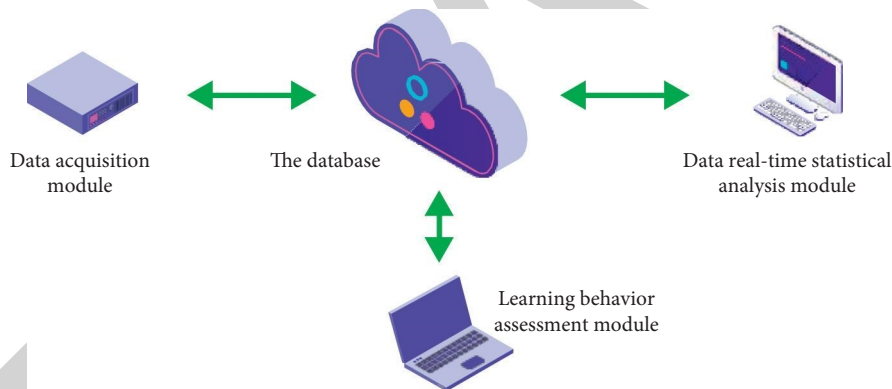 Data acquisition
module
The database
Data real-time statistical
analysis module
Learning behavior
assessment module